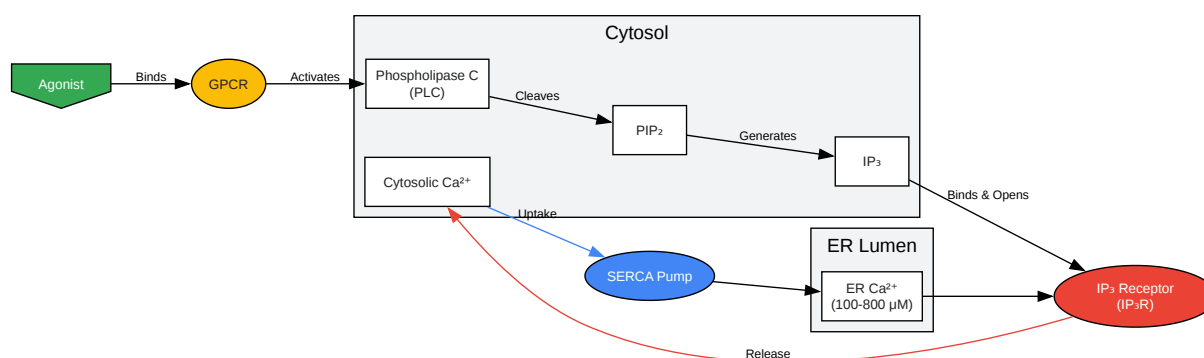 Cytosol
Agonist
Binds
GPCR
Activates
Phospholipase C
(PLC)
Cleaves
PIP₂
Generates
IP₃
Binds & Opens
Cytosolic Ca²⁺
Uptake
SERCA Pump
ER Lumen
ER Ca²⁺
(100-800 μM)
IP₃ Receptor
(IP₃R)
Release